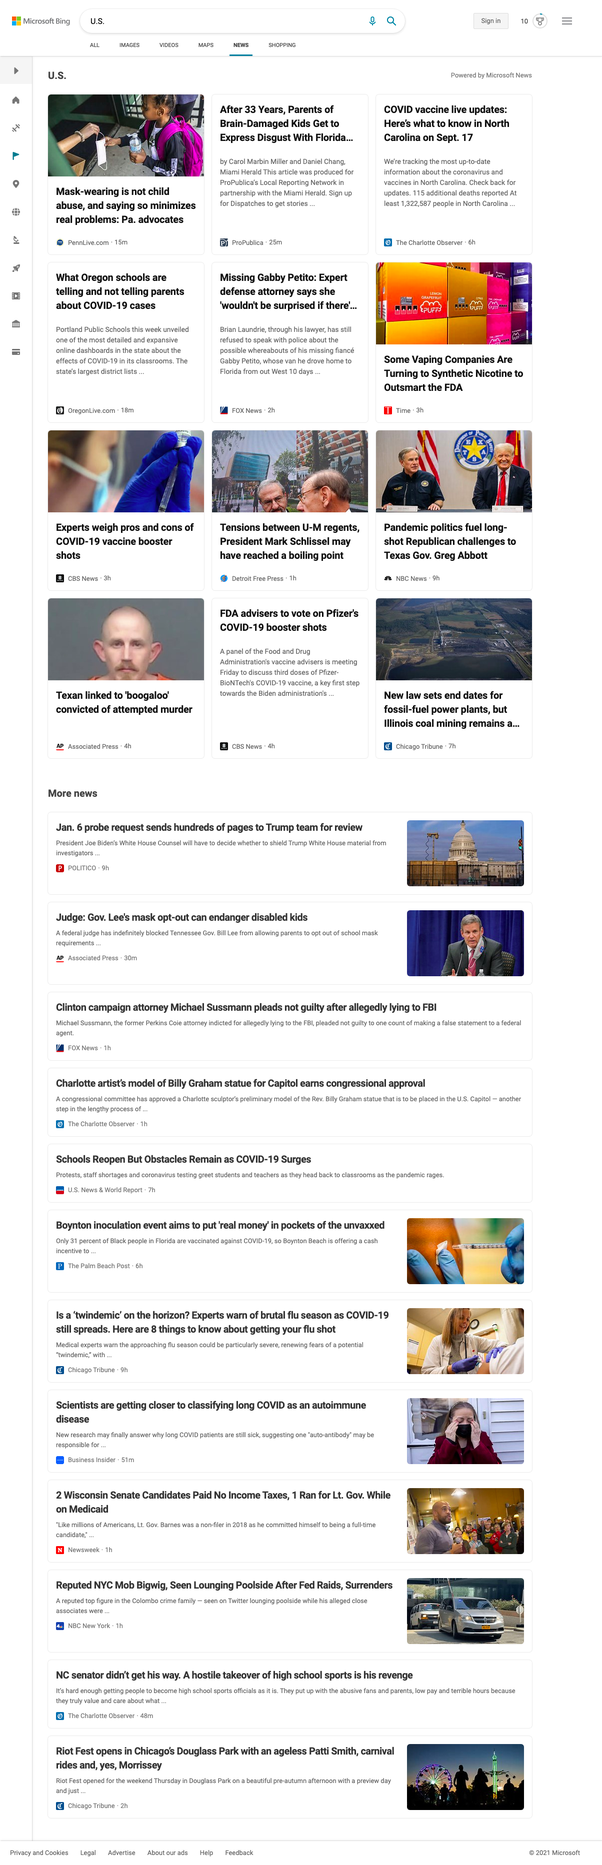 Microsoft Bing
U.S.
Sign in
10
ALL
IMAGES
VIDEOS
MAPS
NEWS
SHOPPING
U.S.
Powered by Microsoft News
Mask-wearing is not child
abuse, and saying so minimizes
real problems: Pa. advocates
PennLive.com · 15m
After 33 Years, Parents of
Brain-Damaged Kids Get to
Express Disgust With Florida...
by Carol Marbin Miller and Daniel Chang,
Miami Herald This article was produced for
ProPublica's Local Reporting Network in
partnership with the Miami Herald. Sign up
for Dispatches to get stories ...
ProPublica · 25m
COVID vaccine live updates:
Here's what to know in North
Carolina on Sept. 17
We're tracking the most up-to-date
information about the coronavirus and
vaccines in North Carolina. Check back for
updates. 115 additional deaths reported At
least 1,322,587 people in North Carolina ...
The Charlotte Observer · 6h
What Oregon schools are
telling and not telling parents
about COVID-19 cases
Portland Public Schools this week unveiled
one of the most detailed and expansive
online dashboards in the state about the
effects of COVID-19 in its classrooms. The
state's largest district lists ...
OregonLive.com · 18m
Missing Gabby Petito: Expert
defense attorney says she
'wouldn't be surprised if there'...
Brian Laundrie, through his lawyer, has still
refused to speak with police about the
possible whereabouts of his missing fiancé
Gabby Petito, whose van he drove home to
Florida from out West 10 days ...
FOX News · 2h
PUFF
PUFF
Some Vaping Companies Are
Turning to Synthetic Nicotine to
Outsmart the FDA
Time · 3h
Experts weigh pros and cons of
COVID-19 vaccine booster
shots
CBS News · 3h
Tensions between U-M regents,
President Mark Schlissel may
have reached a boiling point
Detroit Free Press · 1h
Pandemic politics fuel long-
shot Republican challenges to
Texas Gov. Greg Abbott
NBC News · 9h
Texan linked to 'boogaloo'
convicted of attempted murder
AP Associated Press · 4h
FDA advisers to vote on Pfizer's
COVID-19 booster shots
A panel of the Food and Drug
Administration's vaccine advisers is meeting
Friday to discuss third doses of Pfizer-
BioNTech's COVID-19 vaccine, a key first step
towards the Biden administration's ...
CBS News · 4h
New law sets end dates for
fossil-fuel power plants, but
Illinois coal mining remains a...
Chicago Tribune · 7h
More news
Jan. 6 probe request sends hundreds of pages to Trump team for review
President Joe Biden's White House Counsel will have to decide whether to shield Trump White House material from
investigators ...
POLITICO · 9h
Judge: Gov. Lee's mask opt-out can endanger disabled kids
A federal judge has indefinitely blocked Tennessee Gov. Bill Lee from allowing parents to opt out of school mask
requirements ...
AP Associated Press · 30m
Clinton campaign attorney Michael Sussmann pleads not guilty after allegedly lying to FBI
Michael Sussmann, the former Perkins Coie attorney indicted for allegedly lying to the FBI, pleaded not guilty to one count of making a false statement to a federal
agent.
FOX News · 1h
Charlotte artist's model of Billy Graham statue for Capitol earns congressional approval
A congressional committee has approved a Charlotte sculptor's preliminary model of the Rev. Billy Graham statue that is to be placed in the U.S. Capitol — another
step in the lengthy process of ...
The Charlotte Observer · 1h
Schools Reopen But Obstacles Remain as COVID-19 Surges
Protests, staff shortages and coronavirus testing greet students and teachers as they head back to classrooms as the pandemic rages.
U.S. News & World Report · 7h
Boynton inoculation event aims to put 'real money' in pockets of the unvaxxed
Only 31 percent of Black people in Florida are vaccinated against COVID-19, so Boynton Beach is offering a cash
incentive to ...
The Palm Beach Post · 6h
Is a 'twindemic' on the horizon? Experts warn of brutal flu season as COVID-19
still spreads. Here are 8 things to know about getting your flu shot
Medical experts warn the approaching flu season could be particularly severe, renewing fears of a potential
"twindemic," with ...
Chicago Tribune · 9h
Scientists are getting closer to classifying long COVID as an autoimmune
disease
New research may finally answer why long COVID patients are still sick, suggesting one "auto-antibody" may be
responsible for ...
Business Insider · 51m
2 Wisconsin Senate Candidates Paid No Income Taxes, 1 Ran for Lt. Gov. While
on Medicaid
"Like millions of Americans, Lt. Gov. Barnes was a non-filer in 2018 as he committed himself to being a full-time
candidate," ...
N Newsweek · 1h
Reputed NYC Mob Bigwig, Seen Lounging Poolside After Fed Raids, Surrenders
A reputed top figure in the Colombo crime family — seen on Twitter lounging poolside while his alleged close
associates were ...
NBC New York · 1h
NC senator didn't get his way. A hostile takeover of high school sports is his revenge
It's hard enough getting people to become high school sports officials as it is. They put up with the abusive fans and parents, low pay and terrible hours because
they truly value and care about what ...
The Charlotte Observer · 48m
Riot Fest opens in Chicago's Douglass Park with an ageless Patti Smith, carnival
rides and, yes, Morrissey
Riot Fest opened for the weekend Thursday in Douglass Park on a beautiful pre-autumn afternoon with a preview day
and just ...
Chicago Tribune · 2h
Privacy and Cookies
Legal
Advertise
About our ads
Help
Feedback
© 2021 Microsoft